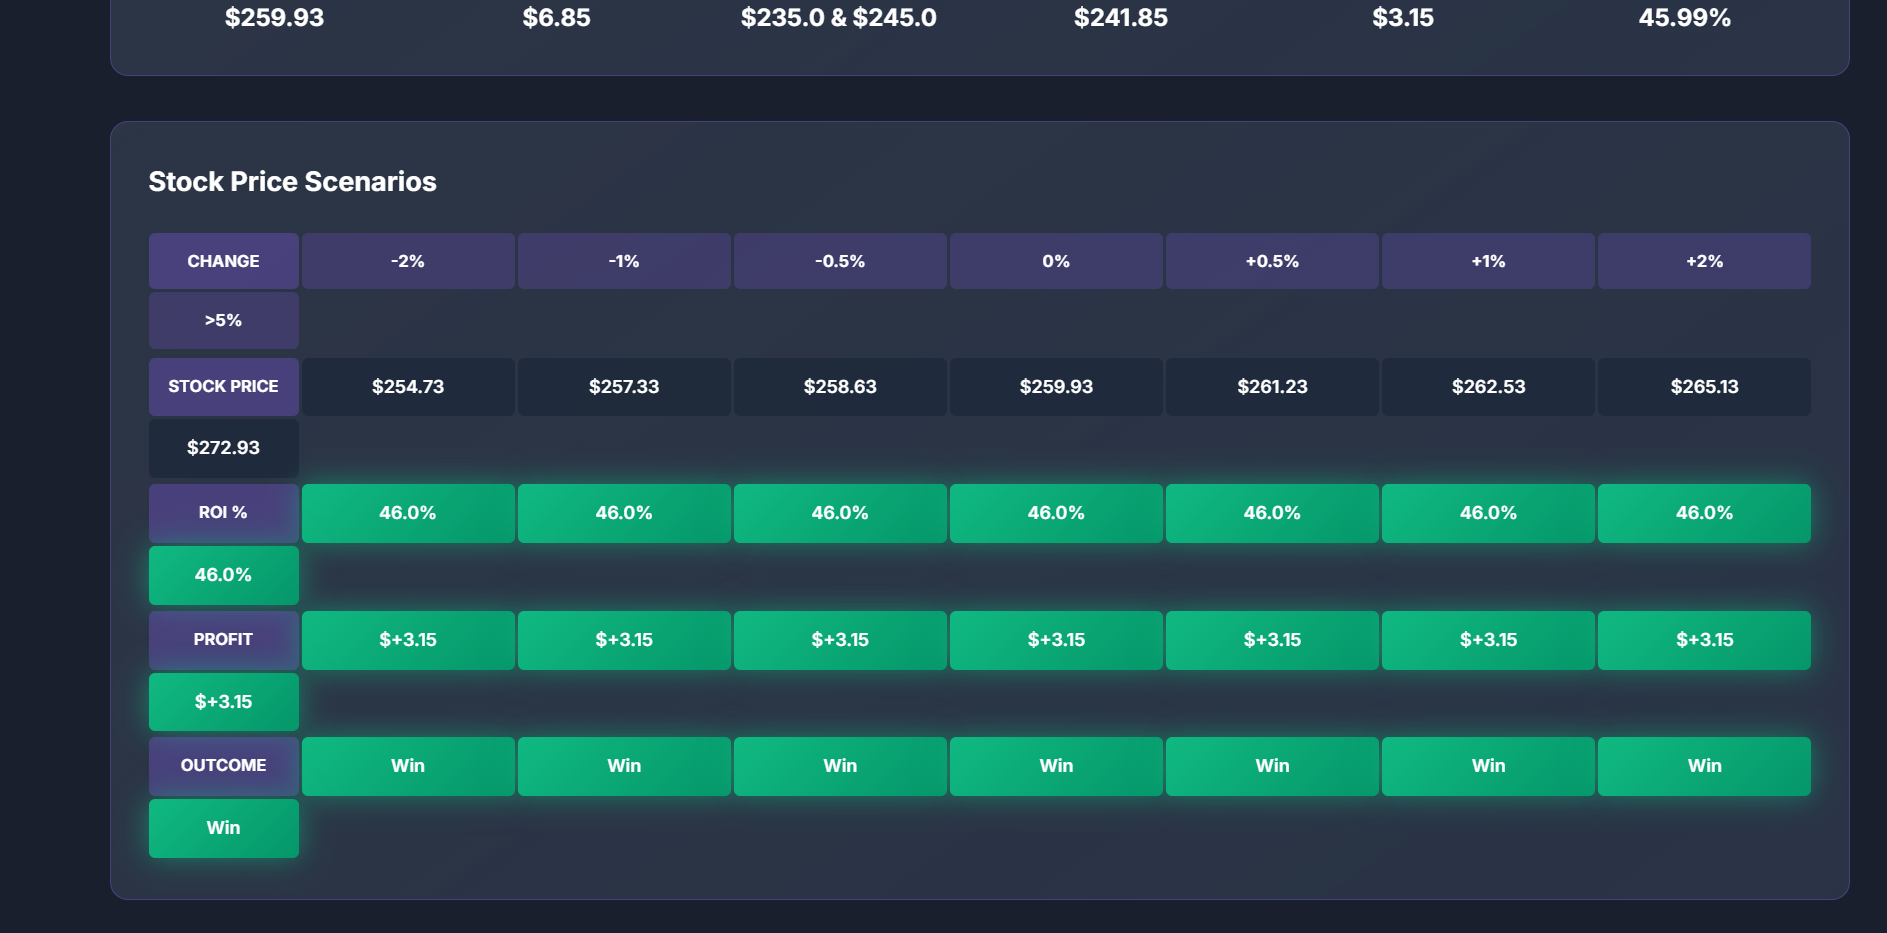 $259.93 $6.85 $235.0 & $245.0 $241.85 $3.15 45.99%
Stock Price Scenarios
CHANGE -2% -1% -0.5% 0% +0.5% +1% +2%
>5%
STOCK PRICE $254.73 $257.33 $258.63 $259.93 $261.23 $262.53 $265.13
$272.93
ROI % 46.0% 46.0% 46.0% 46.0% 46.0% 46.0% 46.0%
46.0%
PROFIT $+3.15 $+3.15 $+3.15 $+3.15 $+3.15 $+3.15 $+3.15
$+3.15
OUTCOME Win Win Win Win Win Win Win
Win